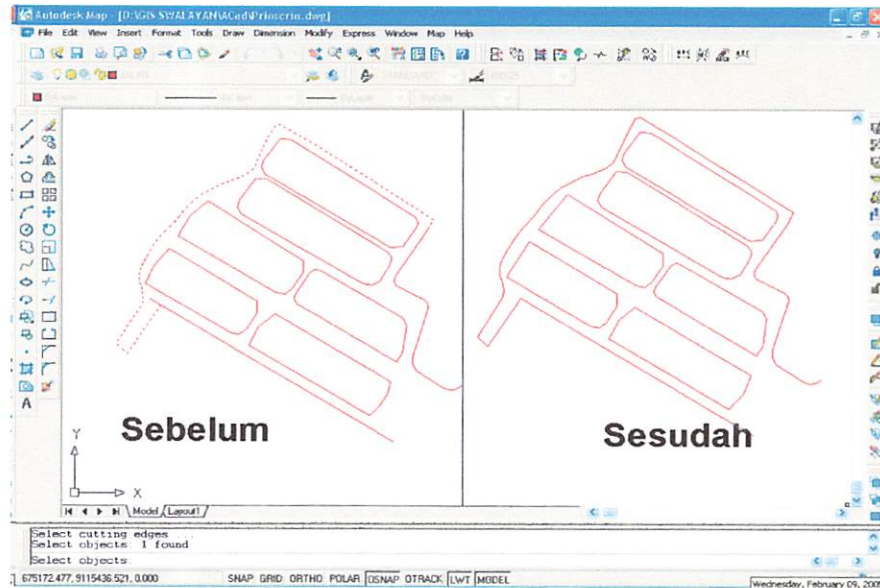 Autodesk Map - [D:\GIS SWALAYAN\ACad\Prinscrin.dwg]
File Edit View Insert Format Tools Draw Dimension Modify Express Window Map Help
Sebelum
Sesudah
Y
X
Model Layout1
Select cutting edges ...
Select objects: 1 found
Select objects:
675172.477, 9115436.521, 0.000 SNAP GRID ORTHO POLAR OSNAP OTRACK LWT MODEL
Wednesday, February 09, 200